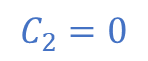 C₂ = 0